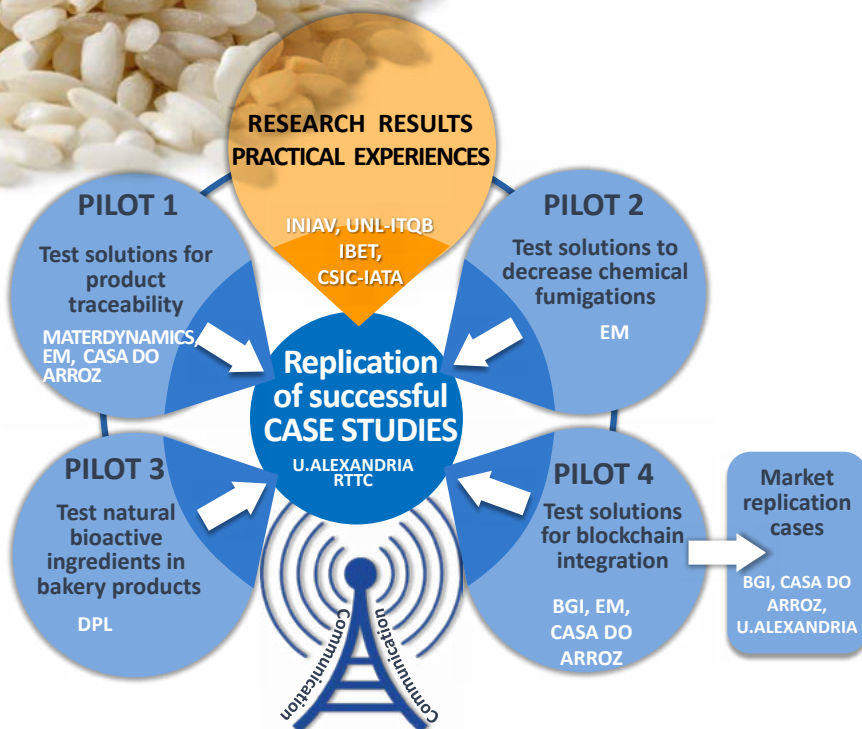 RESEARCH RESULTS
PRACTICAL EXPERIENCES
INIAV, UNL-ITQB
IBET,
CSIC-IATA
PILOT 1
Test solutions for
product
traceability
MATERDYNAMICS,
EM, CASA DO
ARROZ
PILOT 2
Test solutions to
decrease chemical
fumigations
EM
Replication
of successful
CASE STUDIES
U.ALEXANDRIA
RTTC
PILOT 3
Test natural
bioactive
ingredients in
bakery products
DPL
PILOT 4
Test solutions
for blockchain
integration
BGI, EM,
CASA DO
ARROZ
Market
replication
cases
BGI, CASA DO
ARROZ,
U.ALEXANDRIA
Communication
Communication